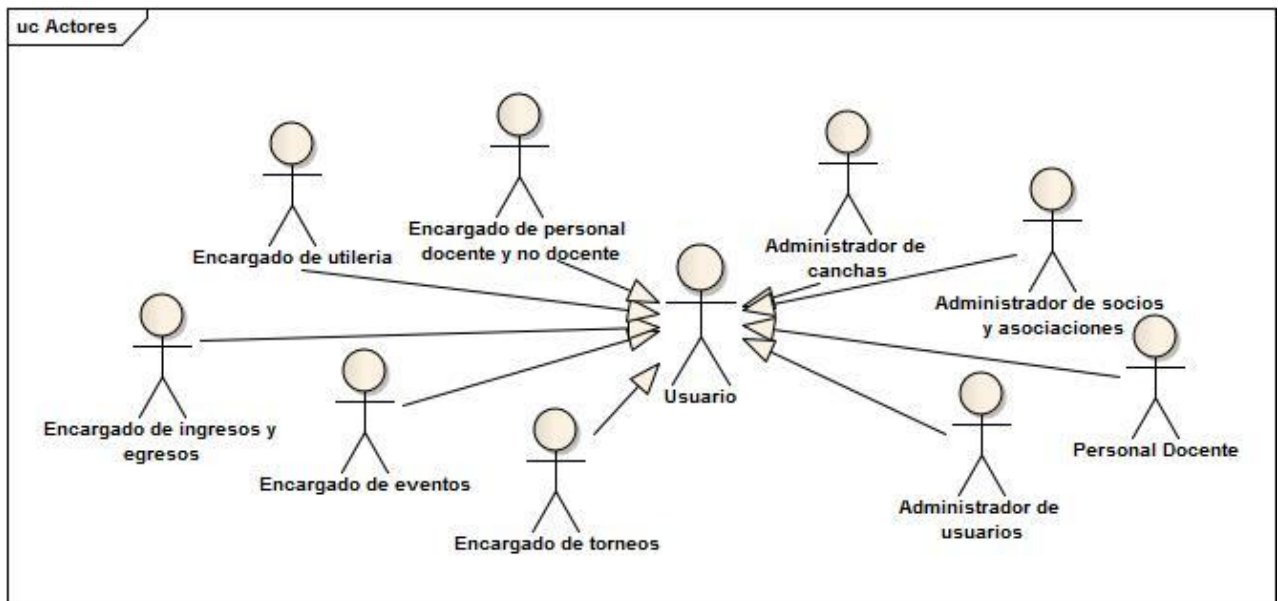 uc Actores
Encargado de utileria
Encargado de personal
docente y no docente
Administrador de
canchas
Administrador de socios
y asociaciones
Usuario
Encargado de ingresos y
egresos
Encargado de eventos
Encargado de torneos
Administrador de
usuarios
Personal Docente